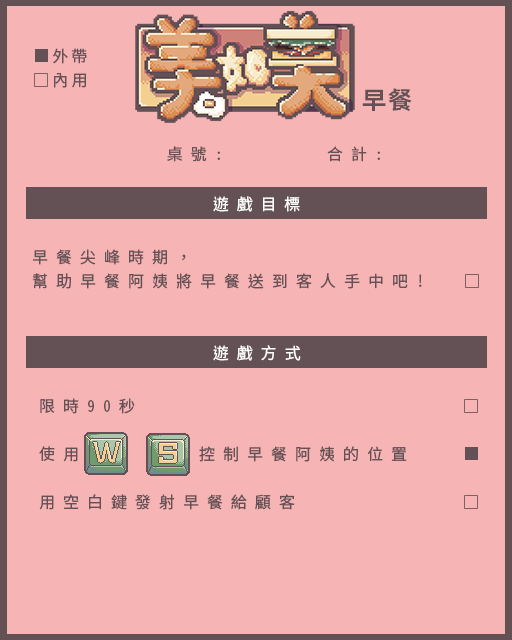 ■外帶
□內用
美如美早餐
桌號： 合計：
遊戲目標
早餐尖峰時期，
幫助早餐阿姨將早餐送到客人手中吧！ □
遊戲方式
限時90秒 □
使用 W S 控制早餐阿姨的位置 ■
用空白鍵發射早餐給顧客 □